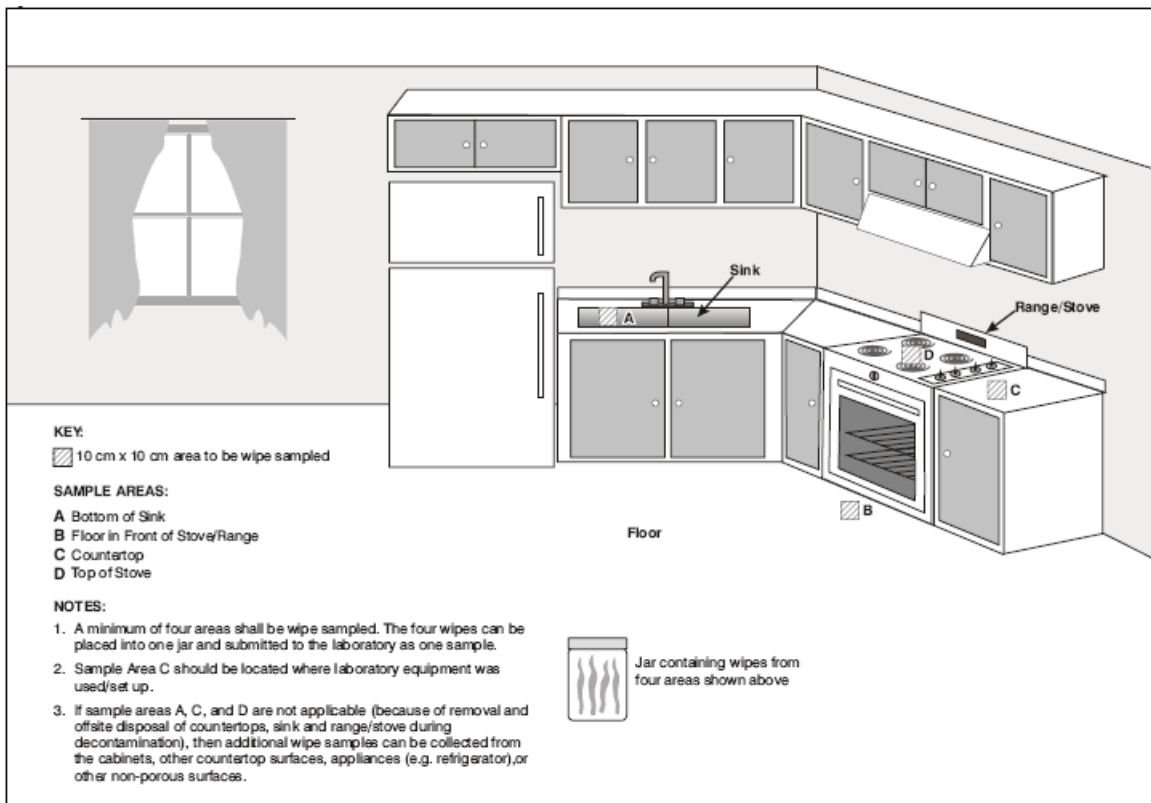 Sink
Range/Stove
A
D
C
B
Floor
KEY:
10 cm x 10 cm area to be wipe sampled
SAMPLE AREAS:
A Bottom of Sink
B Floor in Front of Stove/Range
C Countertop
D Top of Stove
NOTES:
1. A minimum of four areas shall be wipe sampled. The four wipes can be
placed into one jar and submitted to the laboratory as one sample.
2. Sample Area C should be located where laboratory equipment was
used/set up.
3. If sample areas A, C, and D are not applicable (because of removal and
offsite disposal of countertops, sink and range/stove during
decontamination), then additional wipe samples can be collected from
the cabinets, other countertop surfaces, appliances (e.g. refrigerator),or
other non-porous surfaces.
Jar containing wipes from
four areas shown above